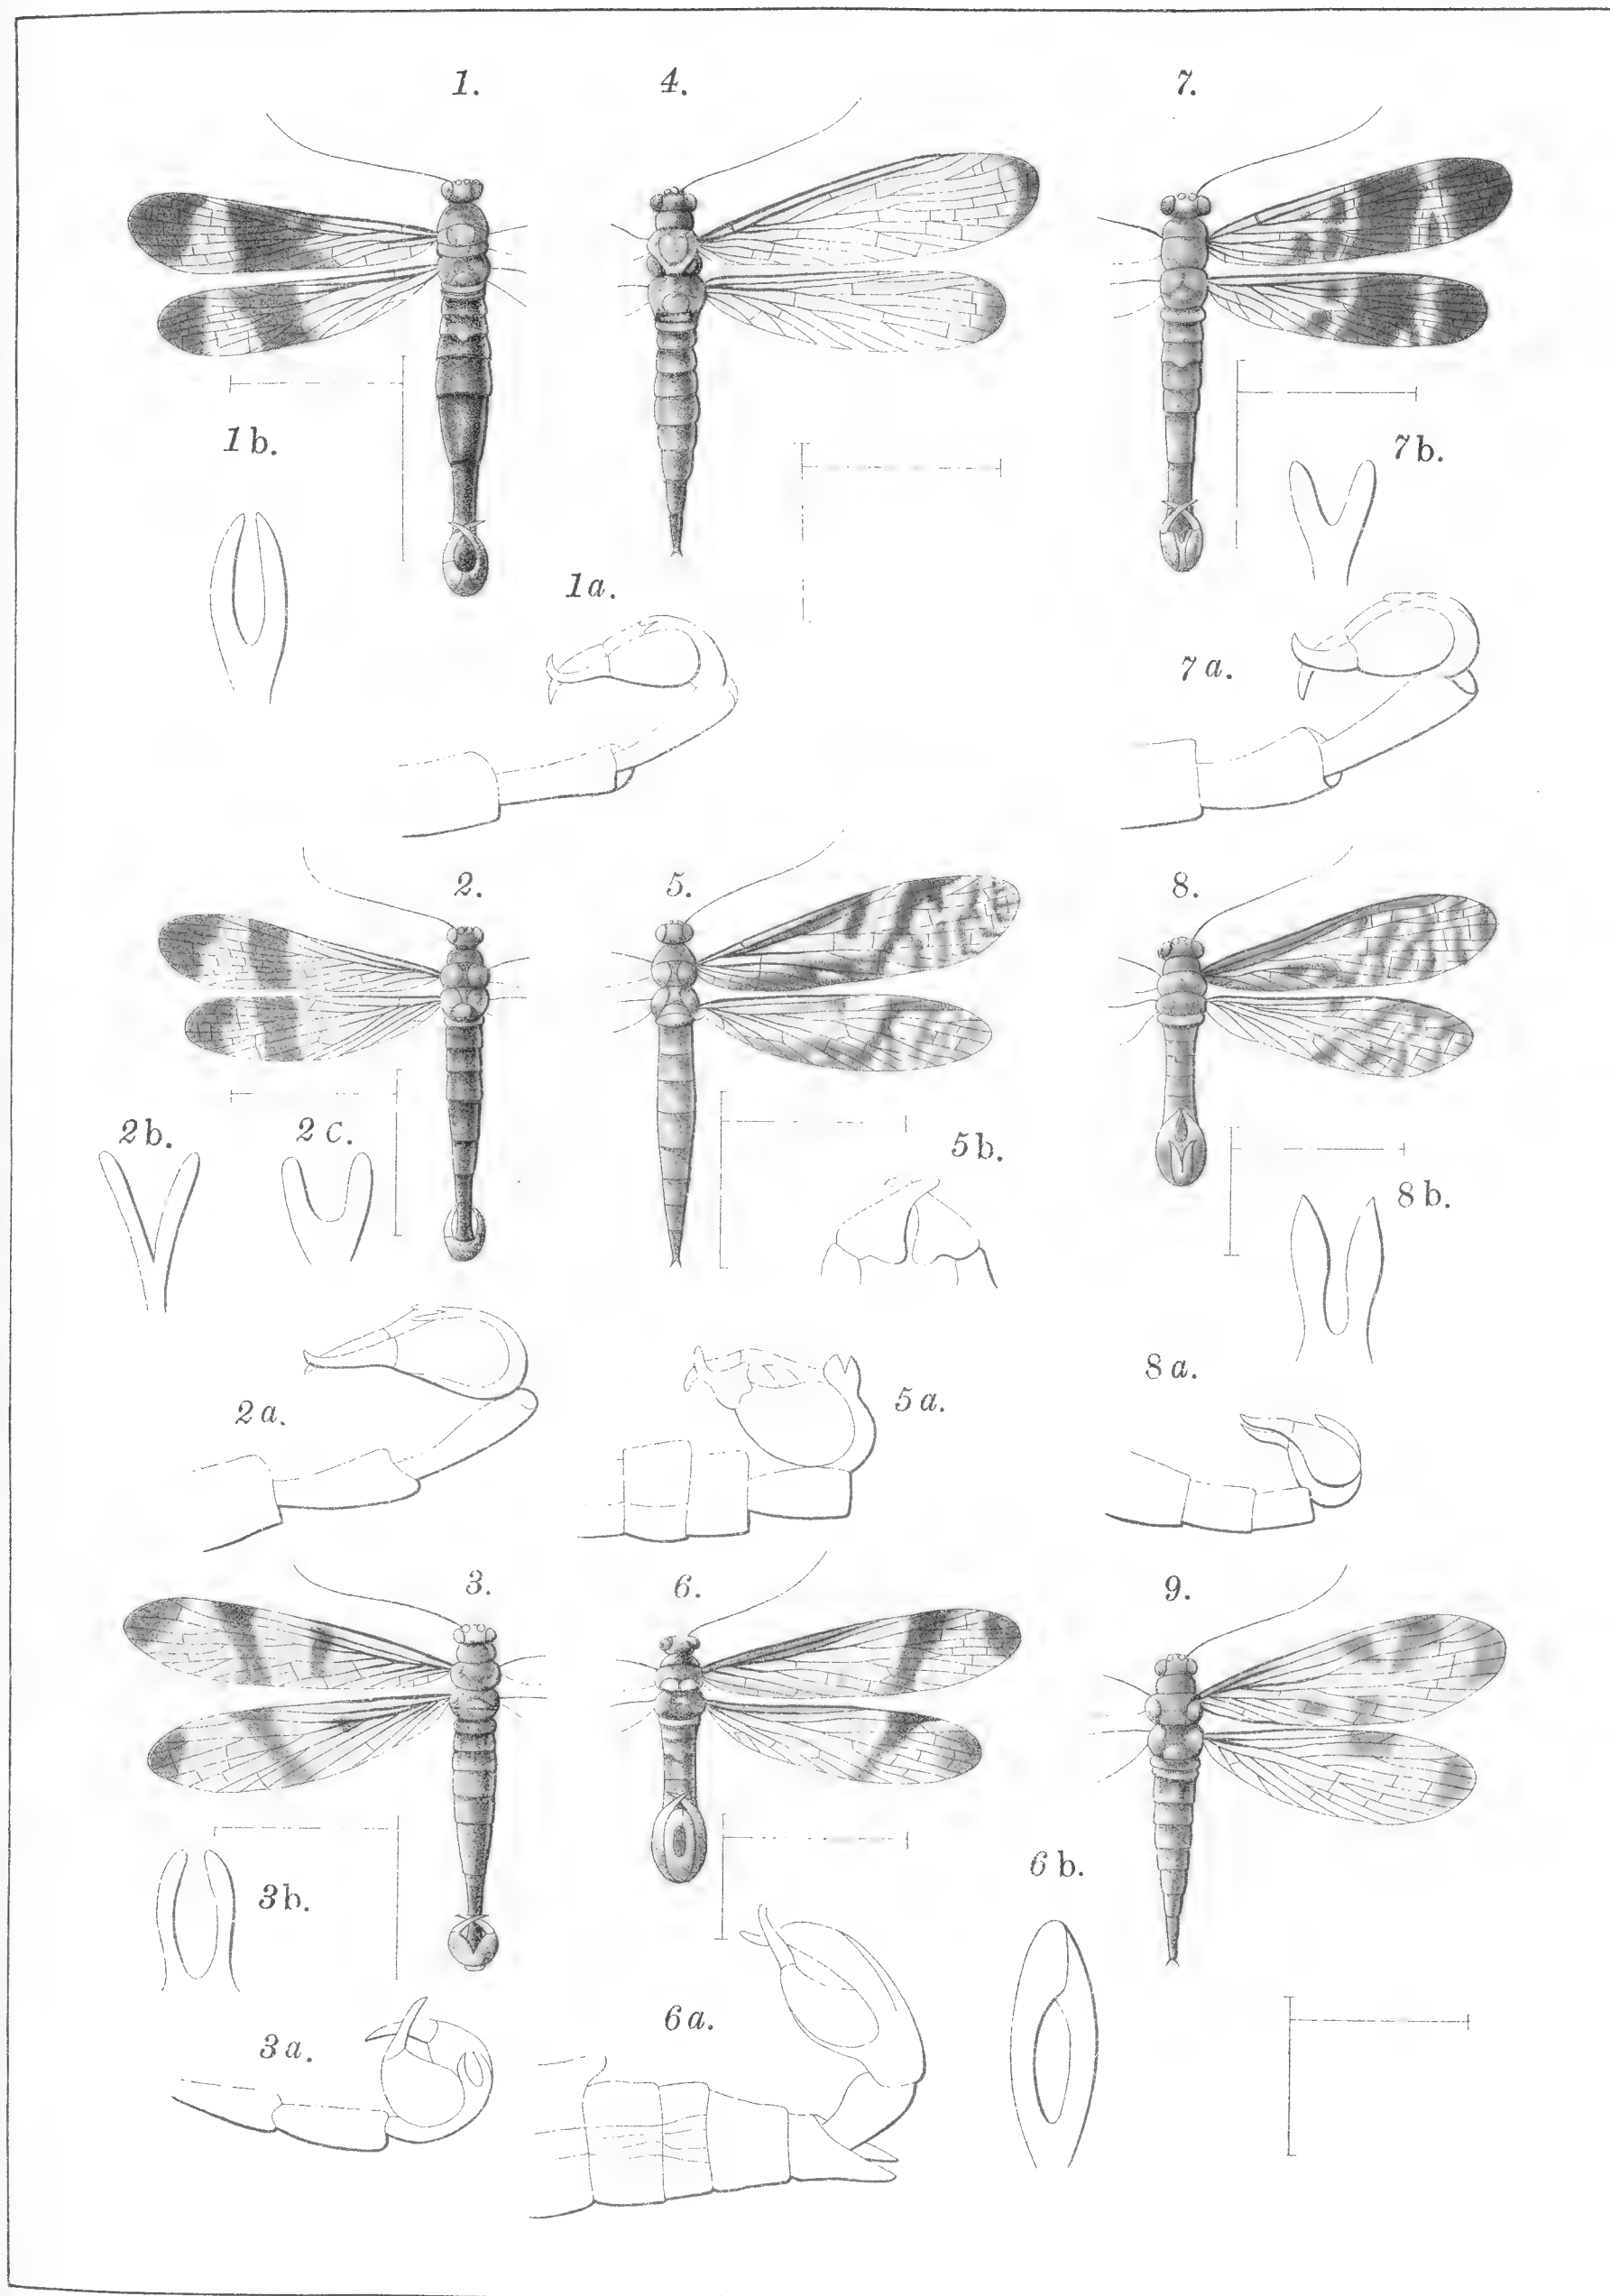 1.
4.
7.
1b.
7b.
1a.
7a.
2.
5.
8.
2b.
2c.
5b.
8b.
8a.
2a.
5a.
3.
6.
9.
3b.
6b.
6a.
3a.